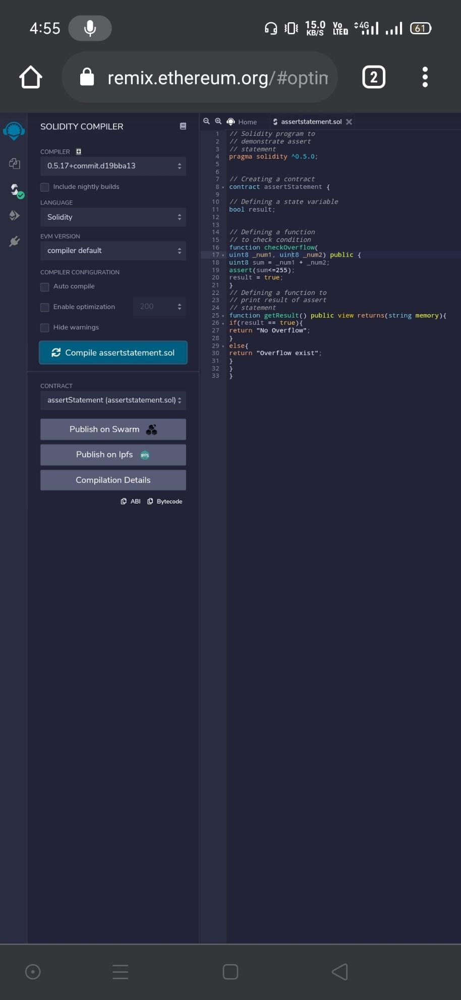 4:55
15.0
KB/S
Vo
LTE
4G
61
remix.ethereum.org/#optim
2
SOLIDITY COMPILER
COMPILER
0.5.17+commit.d19bba13
Include nightly builds
LANGUAGE
Solidity
EVM VERSION
compiler default
COMPILER CONFIGURATION
Auto compile
Enable optimization
200
Hide warnings
Compile assertstatement.sol
CONTRACT
assertStatement (assertstatement.sol)
Publish on Swarm
Publish on Ipfs
IPFS
Compilation Details
ABI
Bytecode
Home
assertstatement.sol
1 // Solidity program to
2 // demonstrate assert
3 // statement
4 pragma solidity ^0.5.0;
5
6
7 // Creating a contract
8 contract assertStatement {
9
10 // Defining a state variable
11 bool result;
12
13
14 // Defining a function
15 // to check condition
16 function checkOverflow(
17 uint8 _num1, uint8 _num2) public {
18 uint8 sum = _num1 + _num2;
19 assert(sum<=255);
20 result = true;
21 }
22 // Defining a function to
23 // print result of assert
24 // statement
25 function getResult() public view returns(string memory){
26 if(result == true){
27 return "No Overflow";
28 }
29 else{
30 return "Overflow exist";
31 }
32 }
33 }